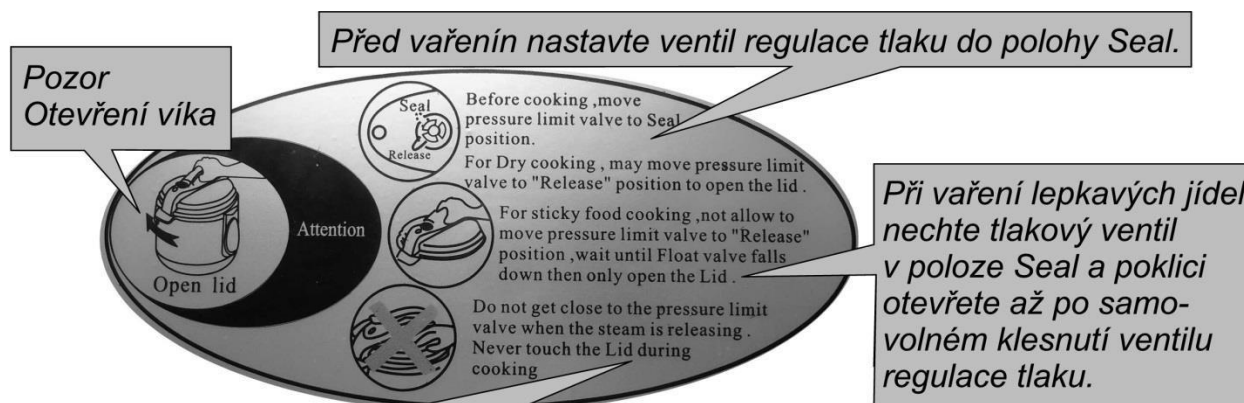 Před vařenín nastavte ventil regulace tlaku do polohy Seal.
Pozor
Otevření víka
Seal
Release
Before cooking ,move
pressure limit valve to Seal
position.
For Dry cooking , may move pressure limit
valve to "Release" position to open the lid .
Attention
Open lid
For sticky food cooking ,not allow to
move pressure limit valve to "Release"
position ,wait until Float valve falls
down then only open the Lid .
Do not get close to the pressure limit
valve when the steam is releasing .
Never touch the Lid during
cooking
Při vaření lepkavých jídel
nechte tlakový ventil
v poloze Seal a poklici
otevřete až po samo-
volném klesnutí ventilu
regulace tlaku.